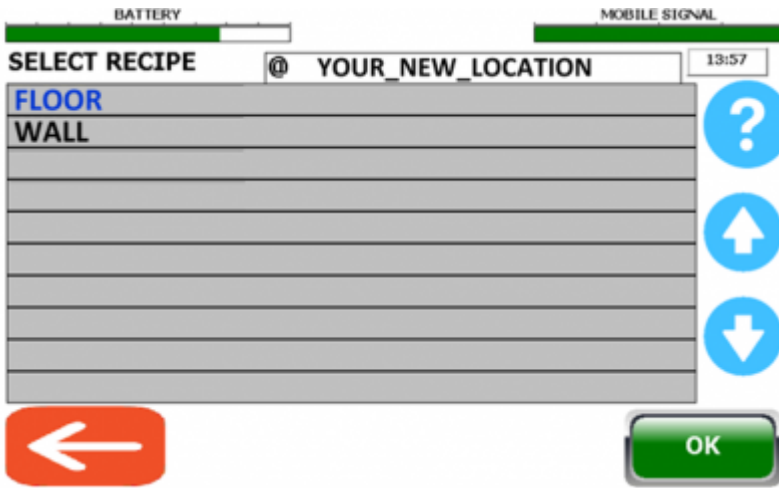 BATTERY
MOBILE SIGNAL
SELECT RECIPE
@ YOUR_NEW_LOCATION
13:57
FLOOR
WALL
?
OK